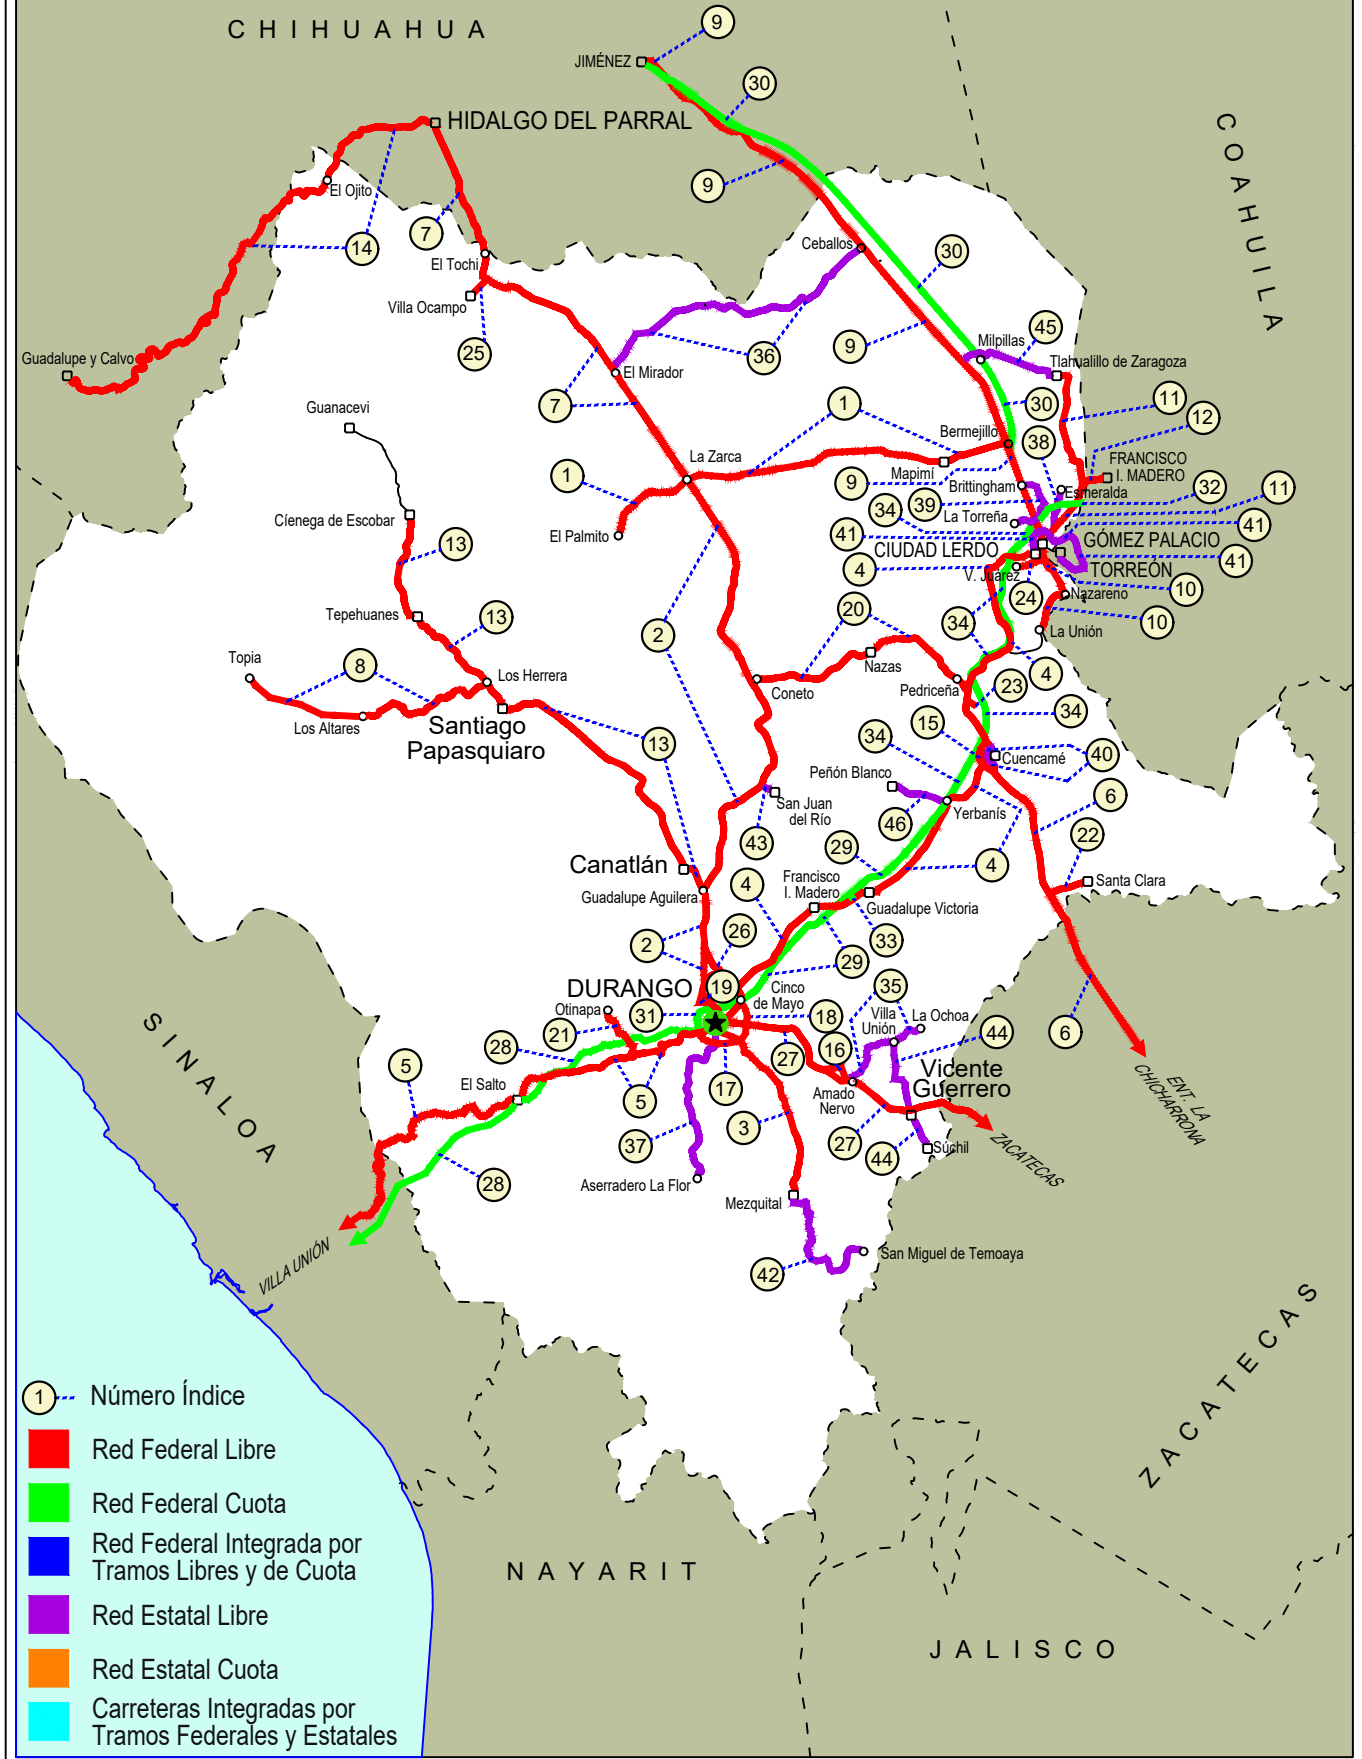 CHIHUAHUA
9
JIMÉNEZ
30
HIDALGO DEL PARRAL
COAHUILA
9
El Ojito
14
7
El Tochi
Ceballos
30
Villa Ocampo
25
36
9
Milpillas
45
Guadalupe y Calvo
Tlahualillo de Zaragoza
El Mirador
7
1
30
11
12
Guanacevi
Bermejillo
38
La Zarca
Mapimí
FRANCISCO
I. MADERO
1
9
Brittingham
Esmeralda
32
11
39
34
La Torreña
Cíenega de Escobar
El Palmito
41
41
GÓMEZ PALACIO
CIUDAD LERDO
13
4
V. Juárez
TORREÓN
41
24
10
Nazareno
Tepehuanes
13
20
34
10
2
La Unión
Topia
8
Los Herrera
Nazas
Coneto
Pedriceña
4
23
Santiago
Papasquiaro
Los Altares
34
15
13
34
Cuencamé
40
Peñón Blanco
6
San Juan
del Río
Yerbanís
46
22
43
29
4
Canatlán
4
Francisco
I. Madero
Santa Clara
Guadalupe Aguilera
Guadalupe Victoria
2
26
33
29
DURANGO
19
Cinco
de Mayo
35
Otinapa
31
18
Villa
Unión
La Ochoa
21
44
6
28
27
16
5
Vicente
Guerrero
El Salto
17
Amado
Nervo
5
ENT. LA
CHICHARRONA
3
37
27
44
Súchil
ZACATECAS
28
Aserradero La Flor
Mezquital
SINALOA
VILLA UNIÓN
San Miguel de Temoaya
42
ZACATECAS
1 Número Índice
Red Federal Libre
Red Federal Cuota
Red Federal Integrada por
Tramos Libres y de Cuota
Red Estatal Libre
Red Estatal Cuota
Carreteras Integradas por
Tramos Federales y Estatales
NAYARIT
JALISCO